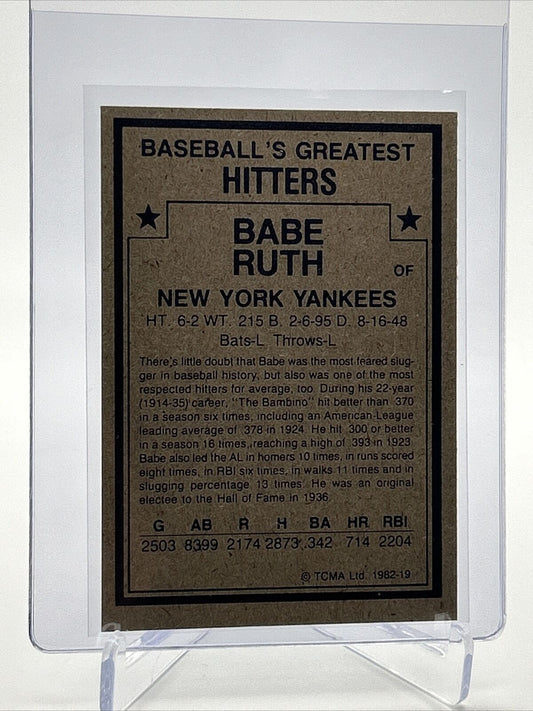 BASEBALL'S GREATEST
HITTERS
BABE
RUTH
OF
NEW YORK YANKEES
HT. 6-2 WT. 215 B. 2-6-95 D. 8-16-48
Bats-L Throws-L
There's little doubt that Babe was the most feared slug-
ger in baseball history, but also was one of the most
respected hitters for average, too. During his 22-year
(1914-35) career, "The Bambino" hit better than .370
in a season six times, including an American-League
leading average of .378 in 1924. He hit .300 or better
in a season 16 times, reaching a high of .393 in 1923.
Babe also led the AL in homers 10 times, in runs scored
eight times, in RBI six times, in walks 11 times and in
slugging percentage 13 times. He was an original
electee to the Hall of Fame in 1936.
G AB R H BA HR RBI
2503 8399 2174 2873 .342 714 2204
© TCMA Ltd. 1982-19